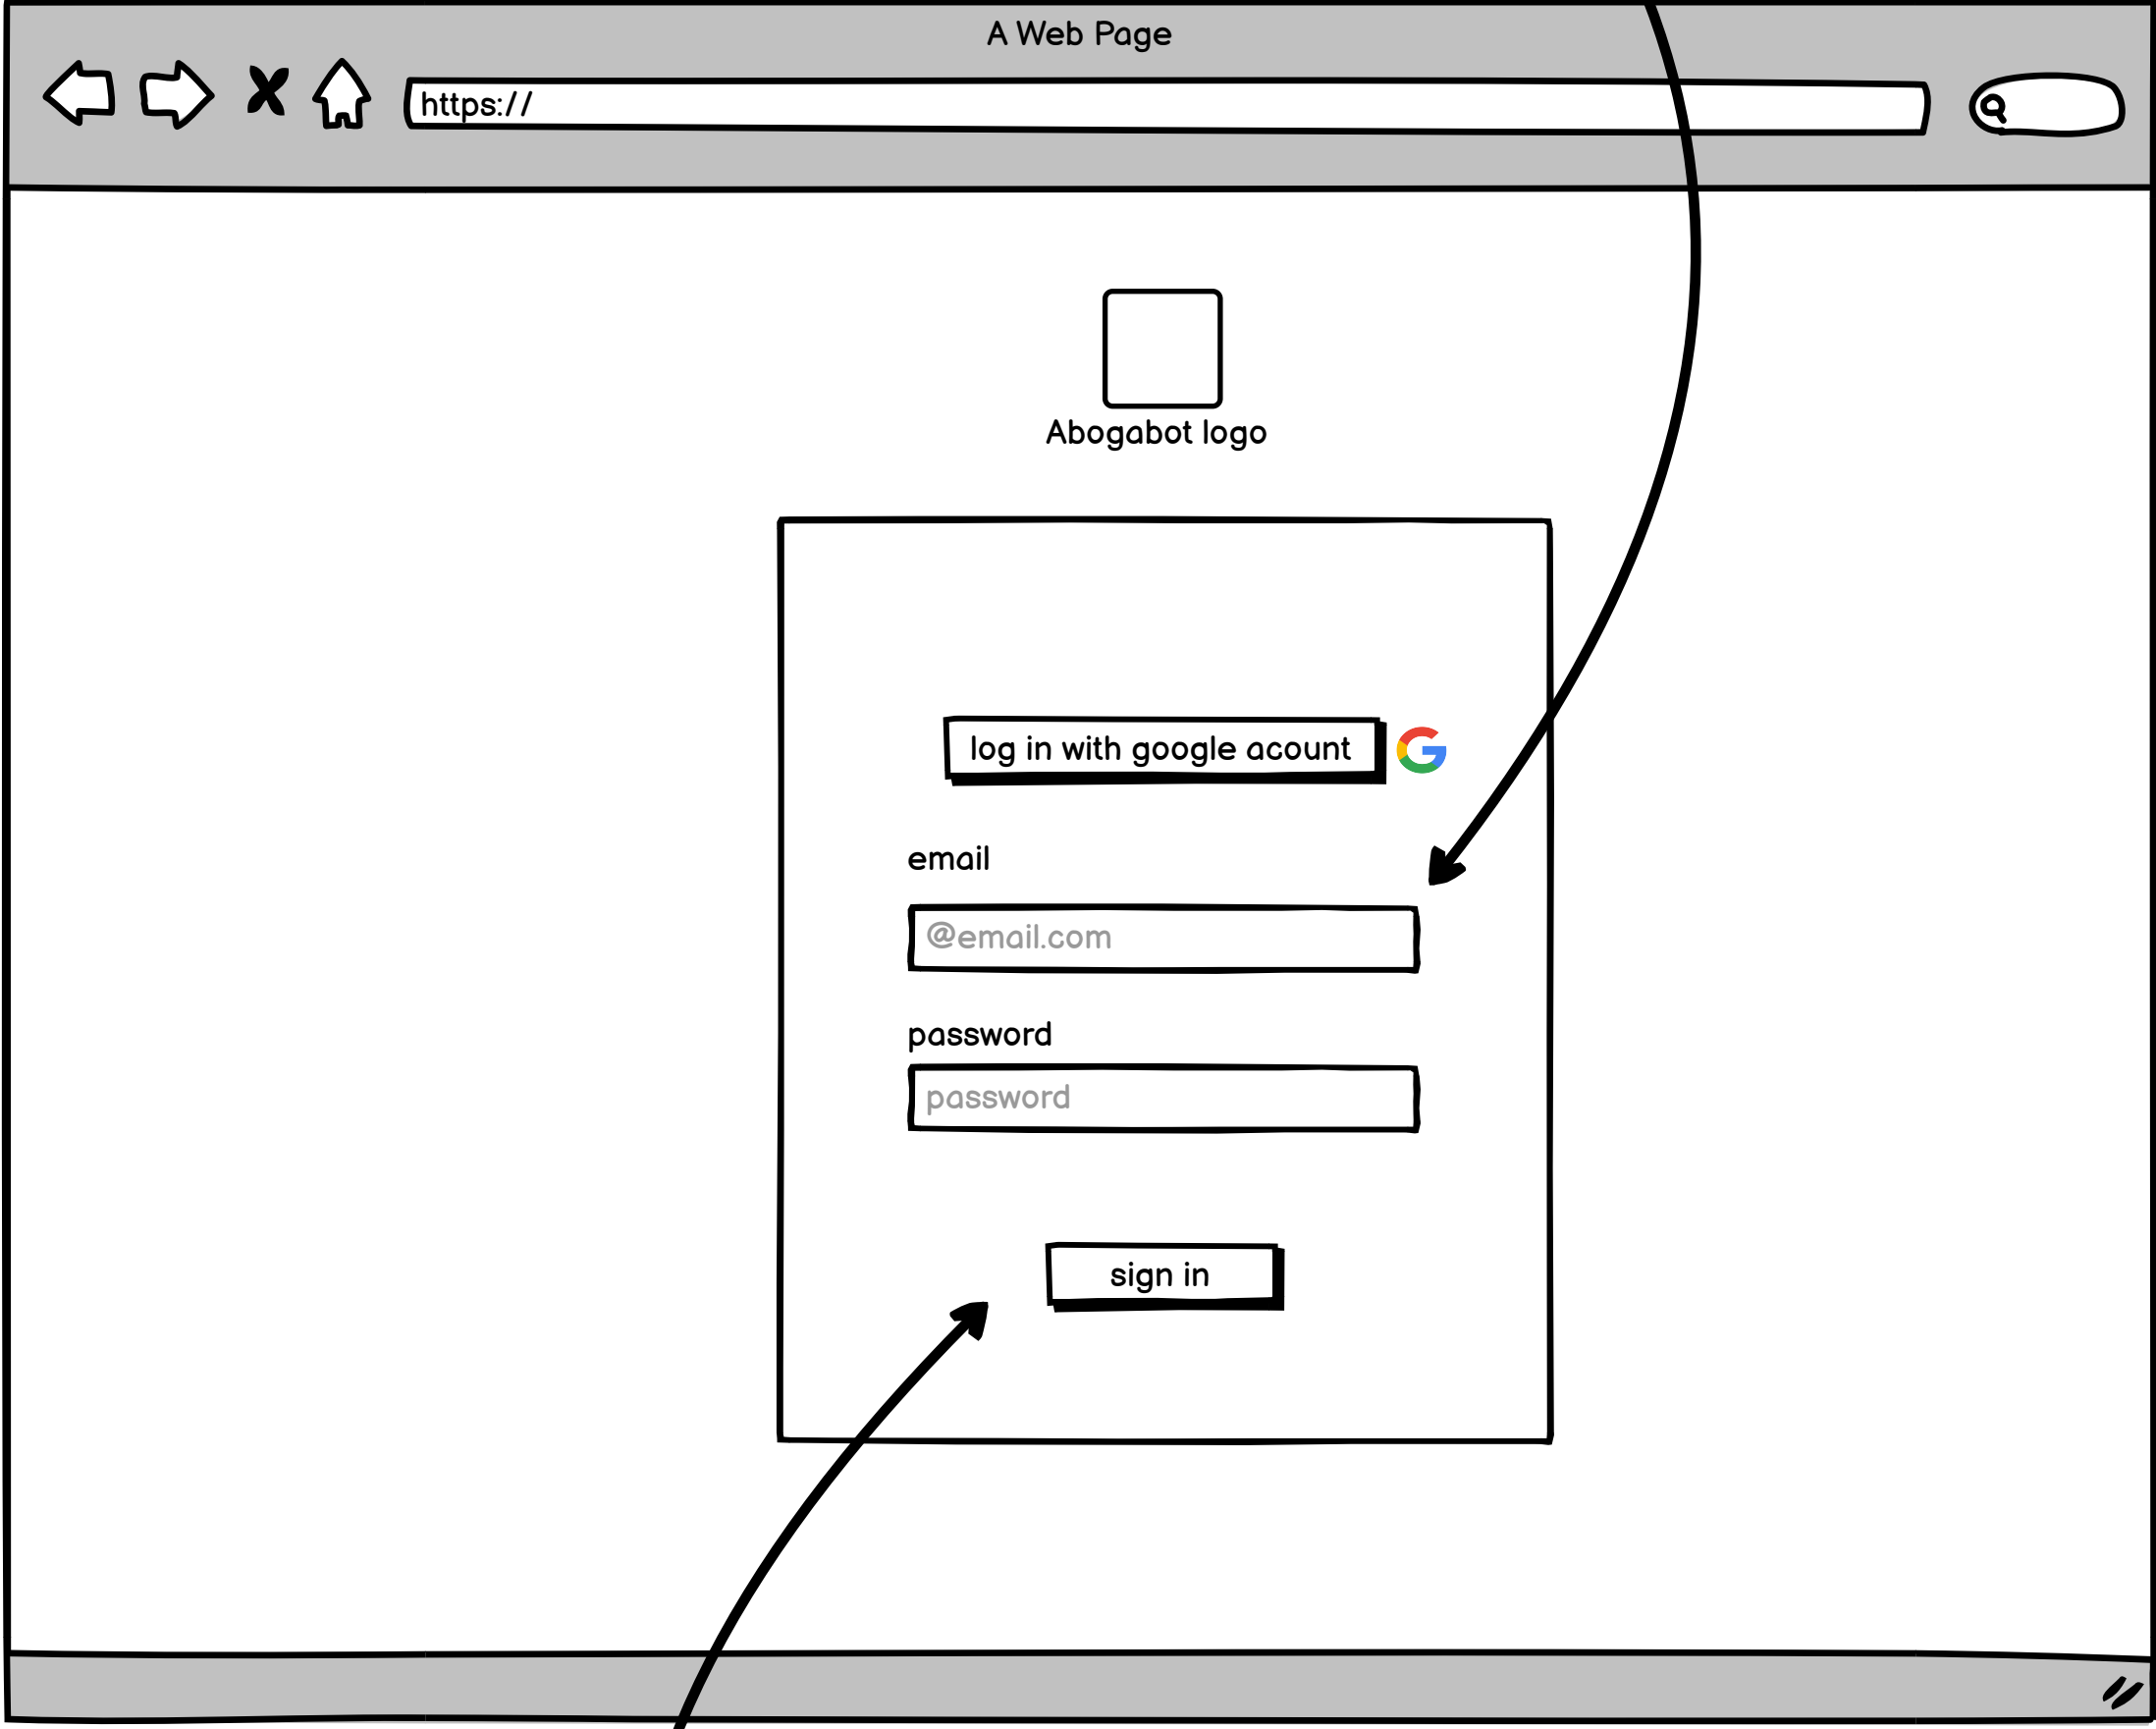 A Web Page
https://
Abogabot logo
log in with google acount
email
@email.com
password
password
sign in